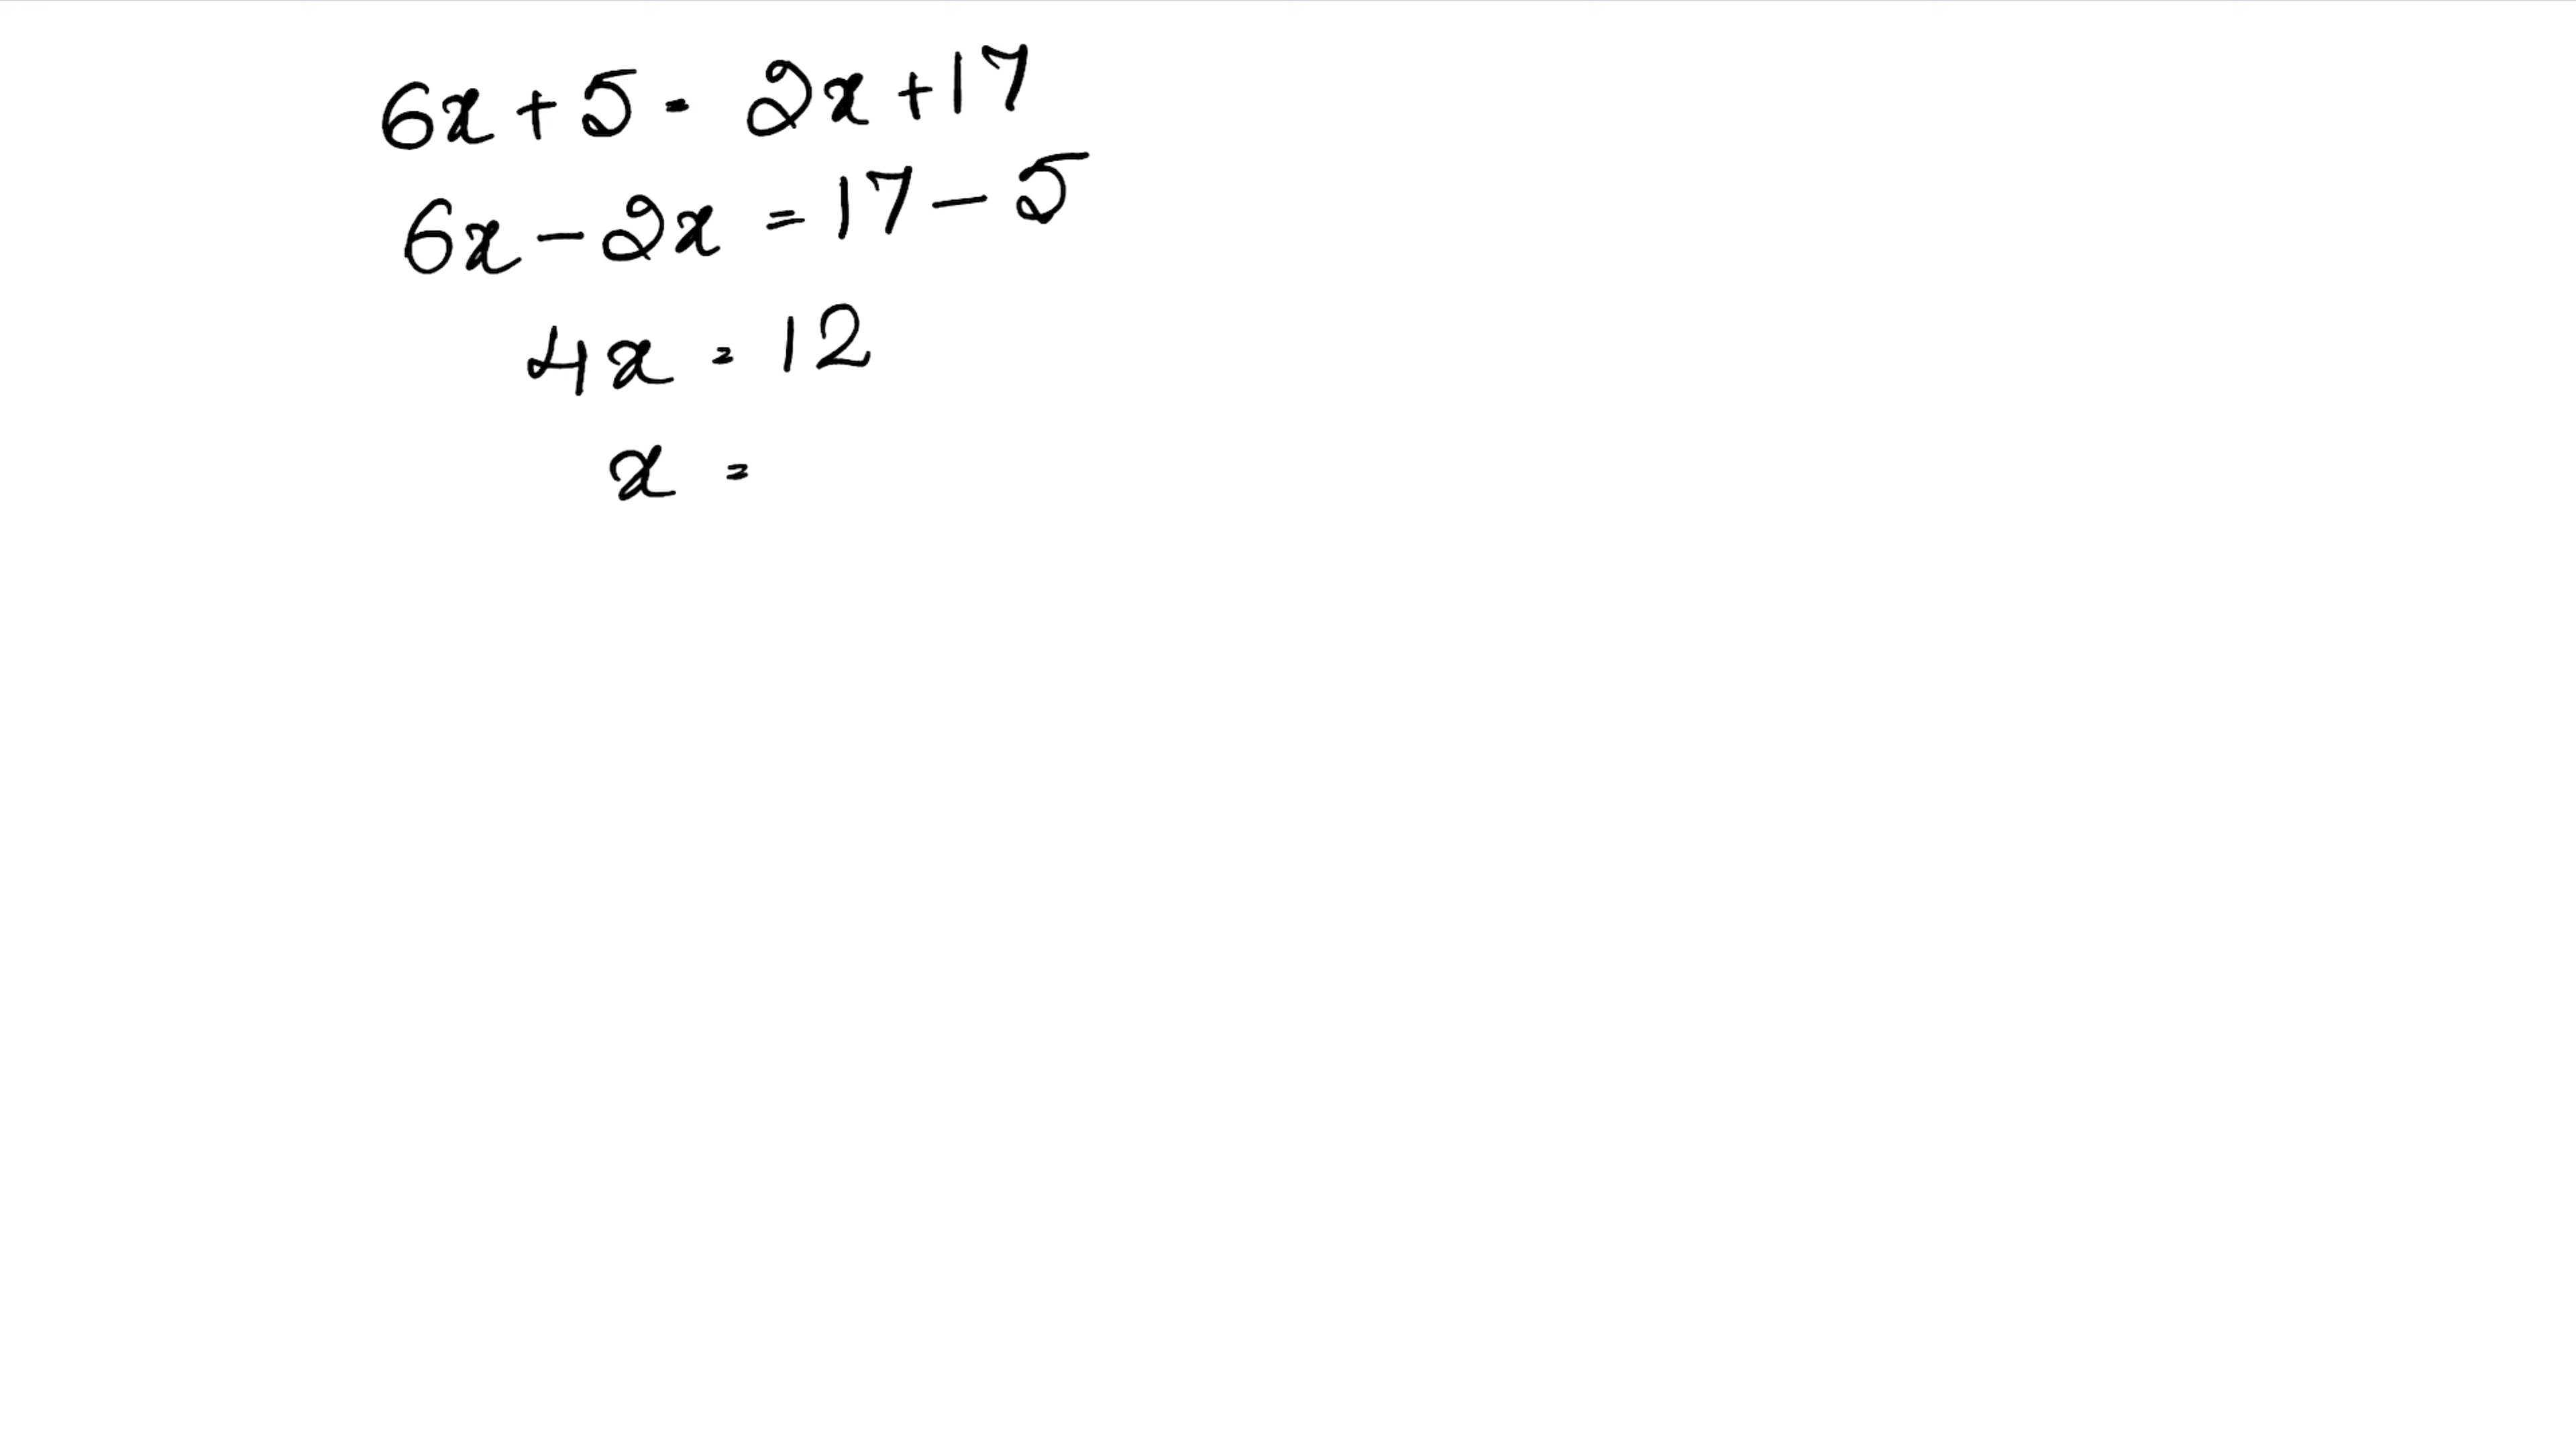 6x + 5 = 2x + 17
6x - 2x = 17 - 5
4x = 12
x =